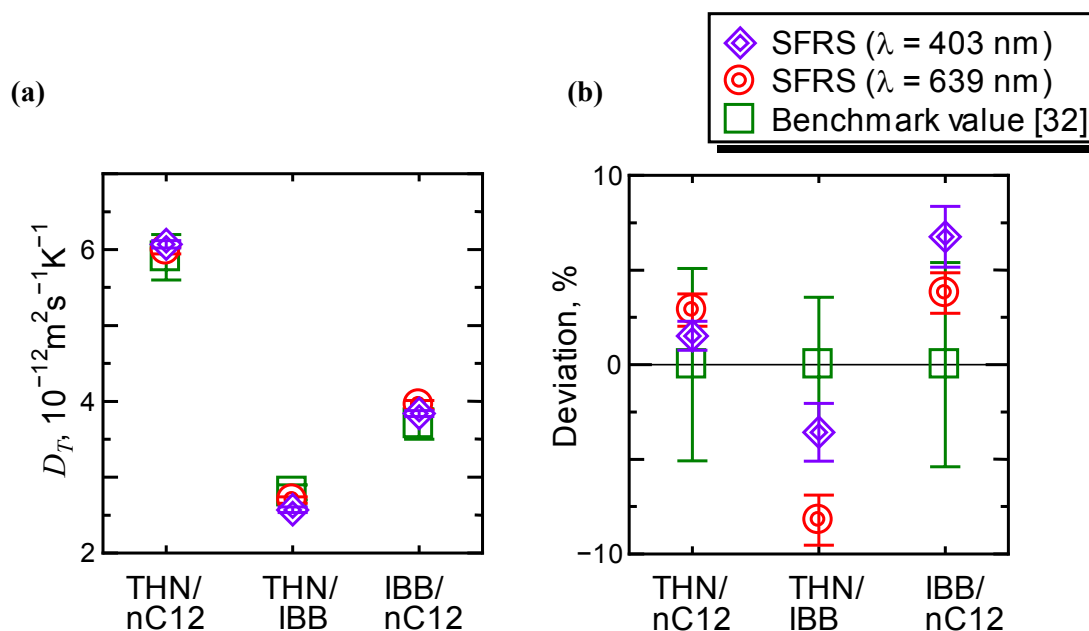 SFRS (λ = 403 nm)
SFRS (λ = 639 nm)
Benchmark value [32]
(a)
D_T, 10⁻¹²m²s⁻¹K⁻¹
6
4
2
THN/
nC12
THN/
IBB
IBB/
nC12
(b)
Deviation, %
10
0
−10
THN/
nC12
THN/
IBB
IBB/
nC12